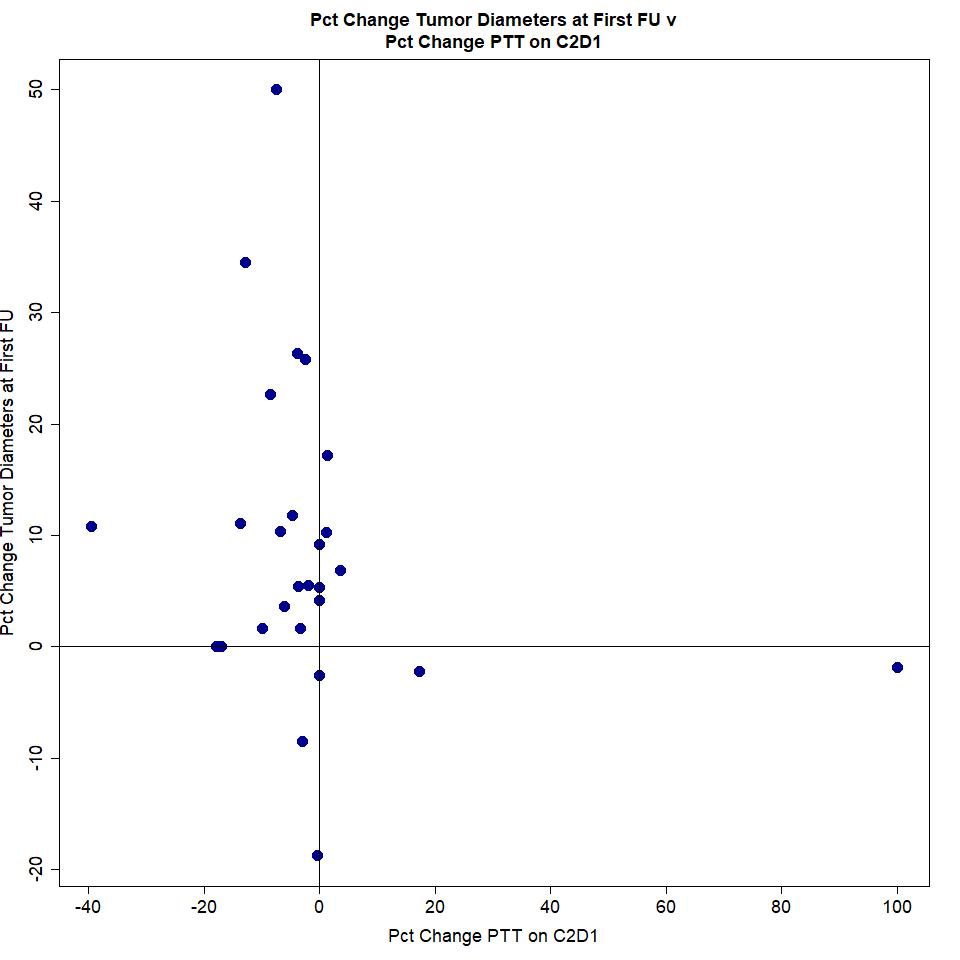 Pct Change Tumor Diameters at First FU v
Pct Change PTT on C2D1
Pct Change Tumor Diameters at First FU
50
40
30
20
10
0
-10
-20
-40 -20 0 20 40 60 80 100
Pct Change PTT on C2D1